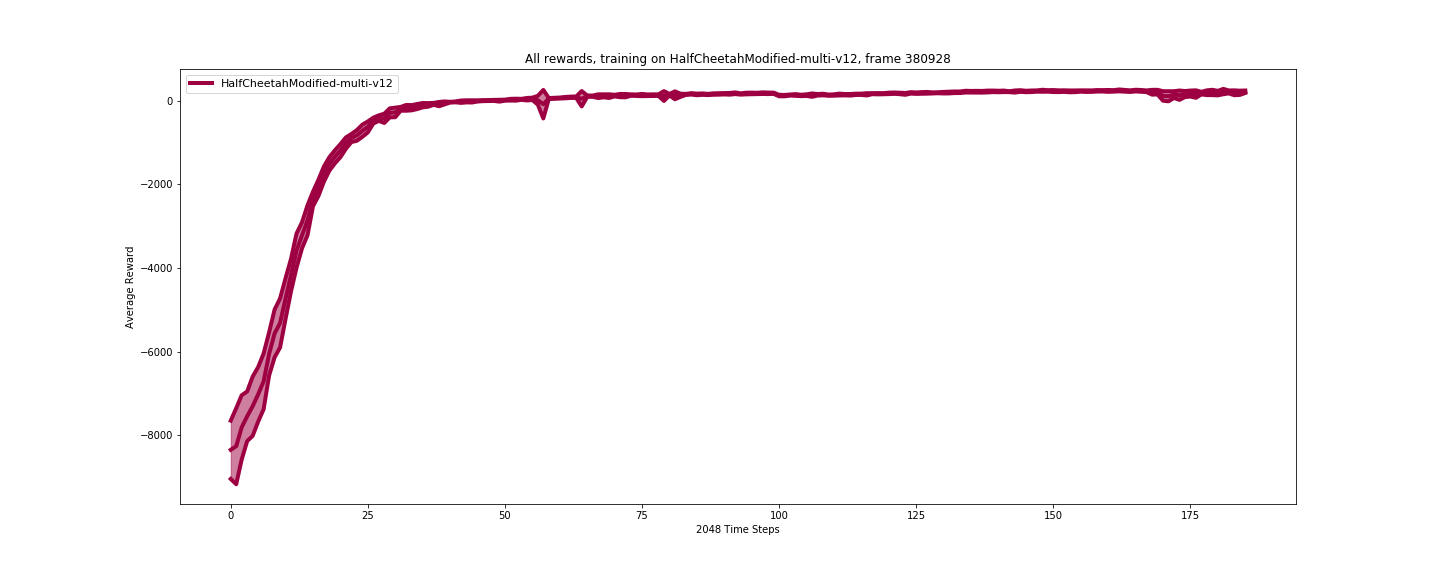 All rewards, training on HalfCheetahModified-multi-v12, frame 380928
HalfCheetahModified-multi-v12
0
−2000
−4000
−6000
−8000
Average Reward
0 25 50 75 100 125 150 175
2048 Time Steps